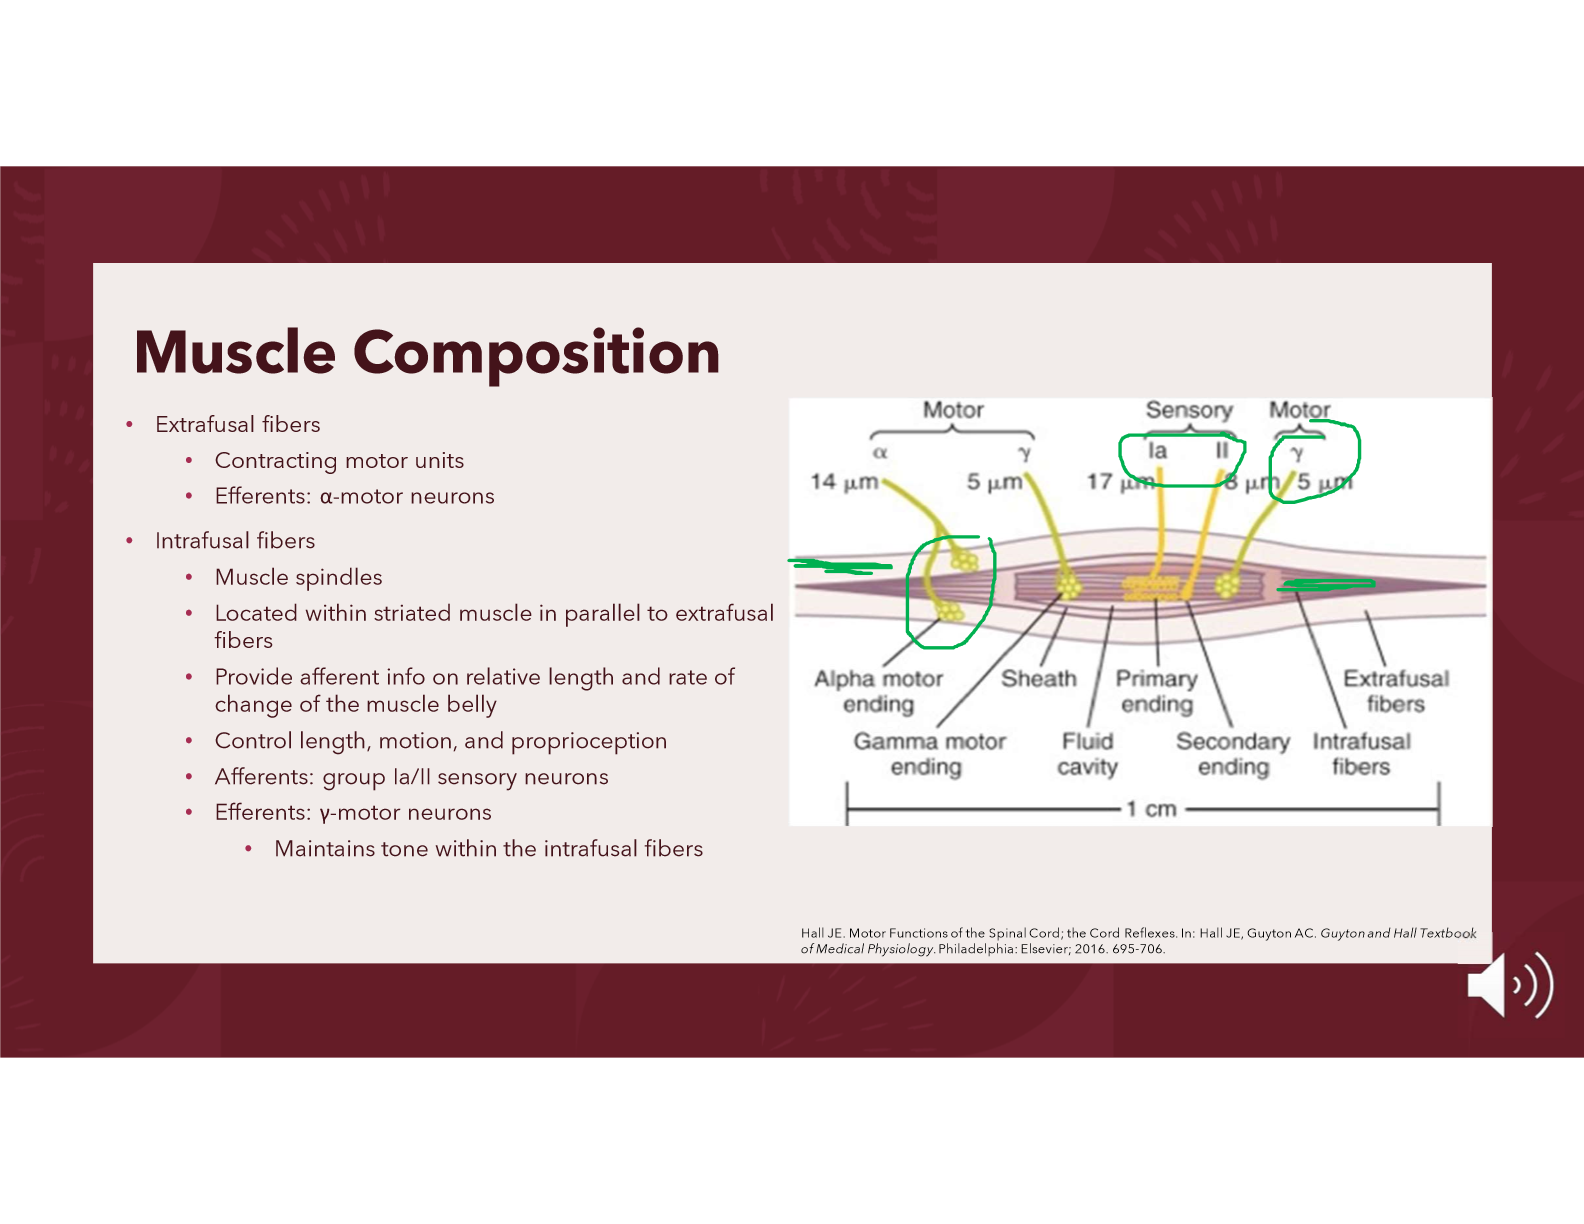 Muscle Composition
• Extrafusal fibers
• Contracting motor units
• Efferents: α-motor neurons
• Intrafusal fibers
• Muscle spindles
• Located within striated muscle in parallel to extrafusal
fibers
• Provide afferent info on relative length and rate of
change of the muscle belly
• Control length, motion, and proprioception
• Afferents: group Ia/II sensory neurons
• Efferents: γ-motor neurons
• Maintains tone within the intrafusal fibers
Motor Sensory Motor
α γ Ia II γ
14 μm 5 μm 17 μm 8 μm 5 μm
Alpha motor
ending
Sheath
Primary
ending
Extrafusal
fibers
Gamma motor
ending
Fluid
cavity
Secondary
ending
Intrafusal
fibers
1 cm
Hall JE. Motor Functions of the Spinal Cord; the Cord Reflexes. In: Hall JE, Guyton AC. Guyton and Hall Textbook
of Medical Physiology. Philadelphia: Elsevier; 2016. 695-706.